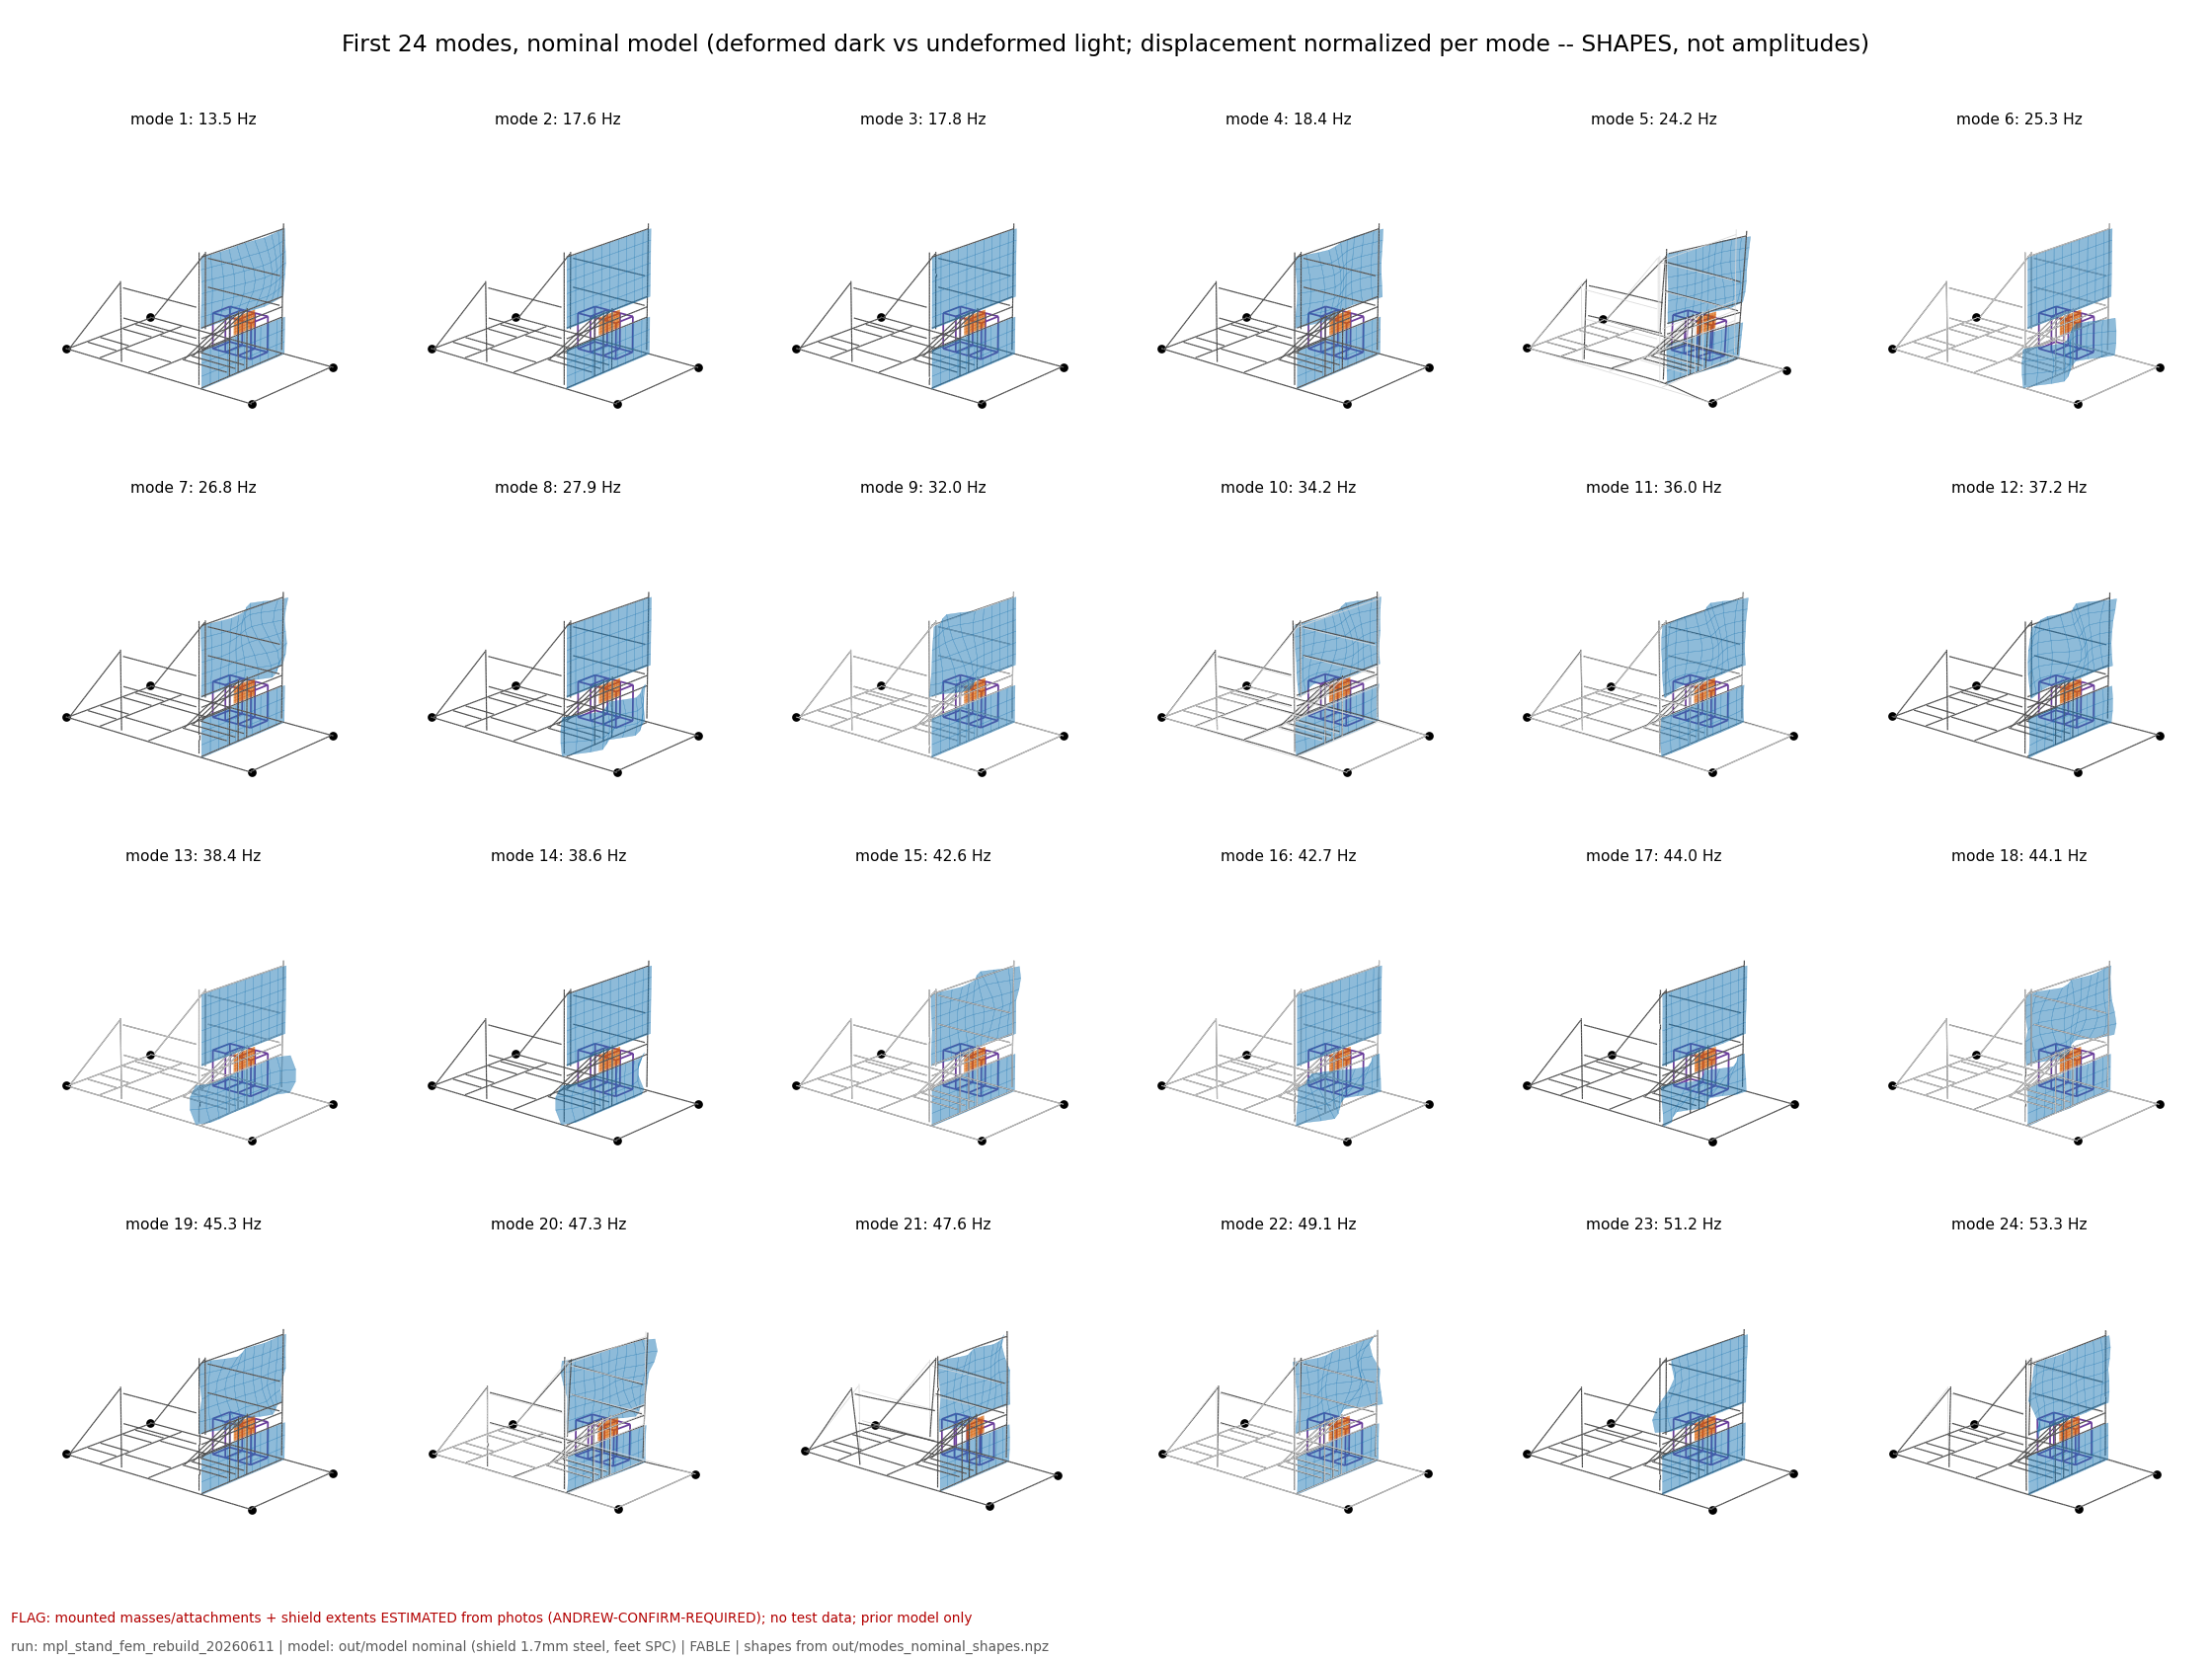 First 24 modes, nominal model (deformed dark vs undeformed light; displacement normalized per mode -- SHAPES, not amplitudes)
mode 1: 13.5 Hz
mode 2: 17.6 Hz
mode 3: 17.8 Hz
mode 4: 18.4 Hz
mode 5: 24.2 Hz
mode 6: 25.3 Hz
mode 7: 26.8 Hz
mode 8: 27.9 Hz
mode 9: 32.0 Hz
mode 10: 34.2 Hz
mode 11: 36.0 Hz
mode 12: 37.2 Hz
mode 13: 38.4 Hz
mode 14: 38.6 Hz
mode 15: 42.6 Hz
mode 16: 42.7 Hz
mode 17: 44.0 Hz
mode 18: 44.1 Hz
mode 19: 45.3 Hz
mode 20: 47.3 Hz
mode 21: 47.6 Hz
mode 22: 49.1 Hz
mode 23: 51.2 Hz
mode 24: 53.3 Hz
FLAG: mounted masses/attachments + shield extents ESTIMATED from photos (ANDREW-CONFIRM-REQUIRED); no test data; prior model only
run: mpl_stand_fem_rebuild_20260611 | model: out/model nominal (shield 1.7mm steel, feet SPC) | FABLE | shapes from out/modes_nominal_shapes.npz